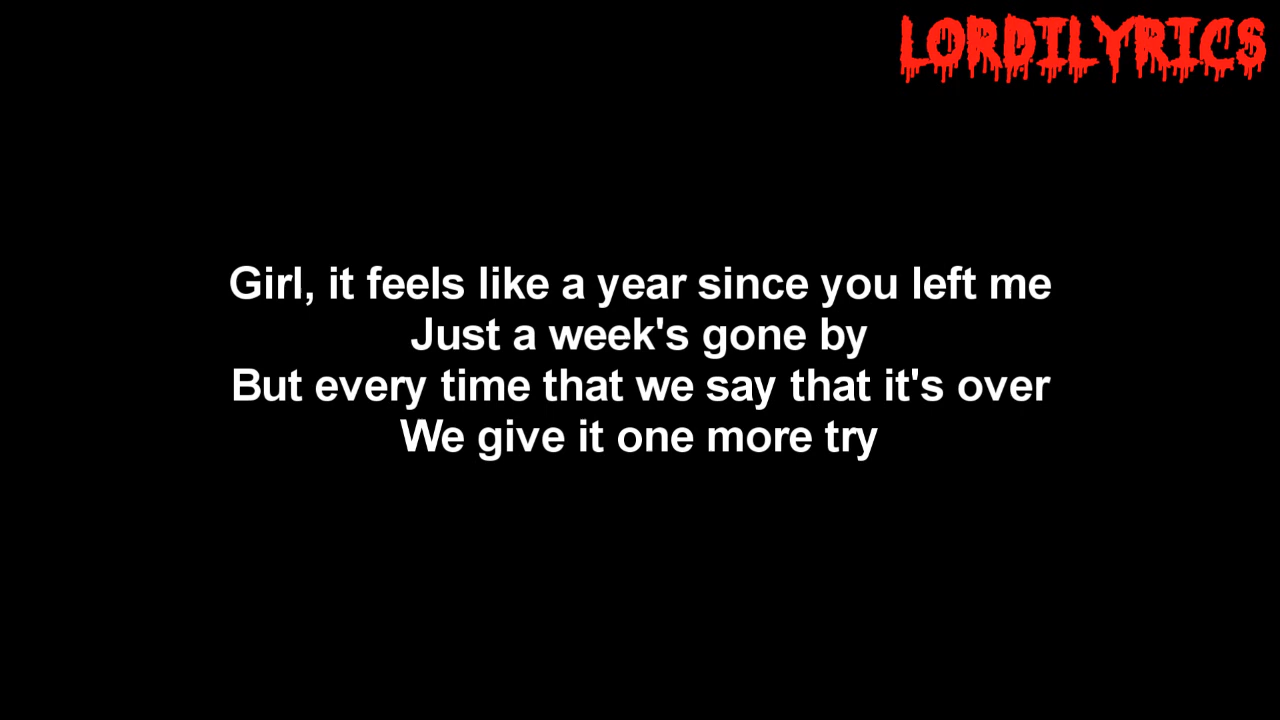 LORDILYRICS
Girl, it feels like a year since you left me
Just a week's gone by
But every time that we say that it's over
We give it one more try